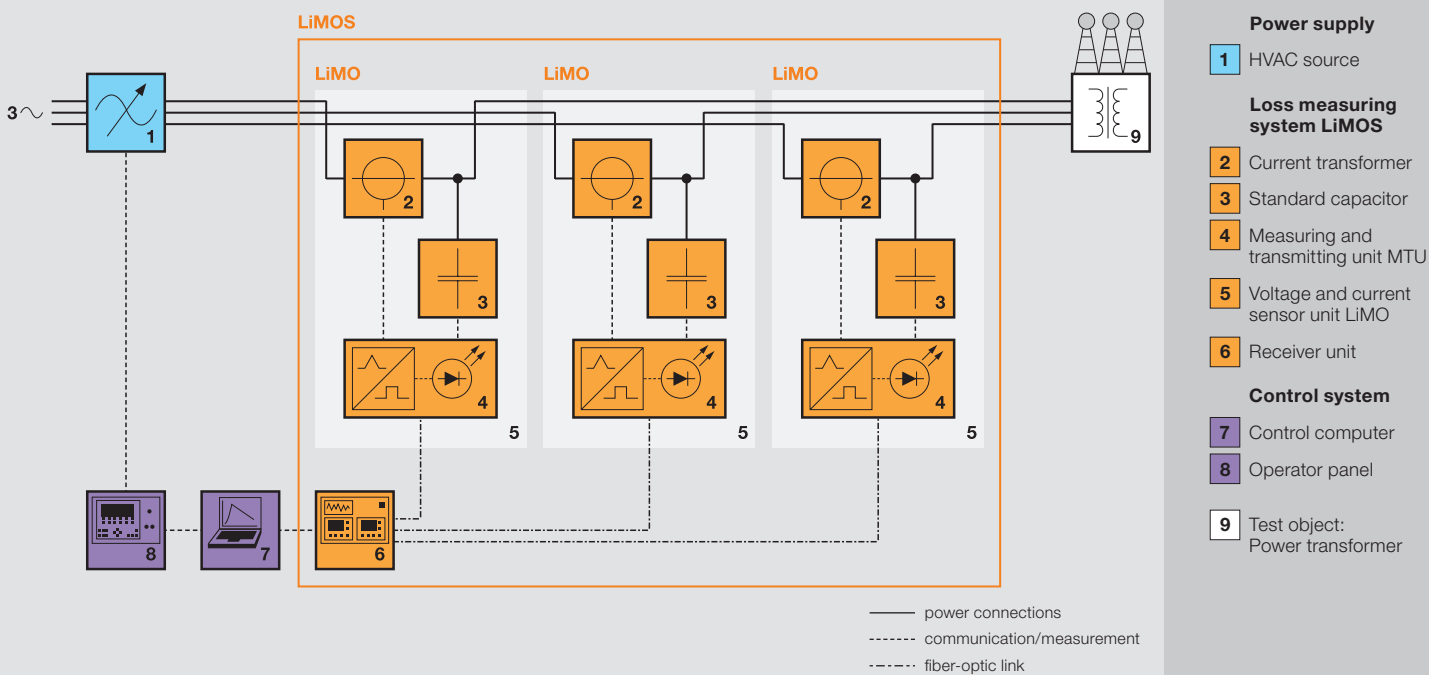 LiMOS
LiMO
LiMO
LiMO
3
1
9
2
2
2
3
3
3
4
4
4
5
5
5
8
7
6
power connections
communication/measurement
fiber-optic link
Power supply
1 HVAC source
Loss measuring
system LiMOS
2 Current transformer
3 Standard capacitor
4 Measuring and
transmitting unit MTU
5 Voltage and current
sensor unit LiMO
6 Receiver unit
Control system
7 Control computer
8 Operator panel
9 Test object:
Power transformer